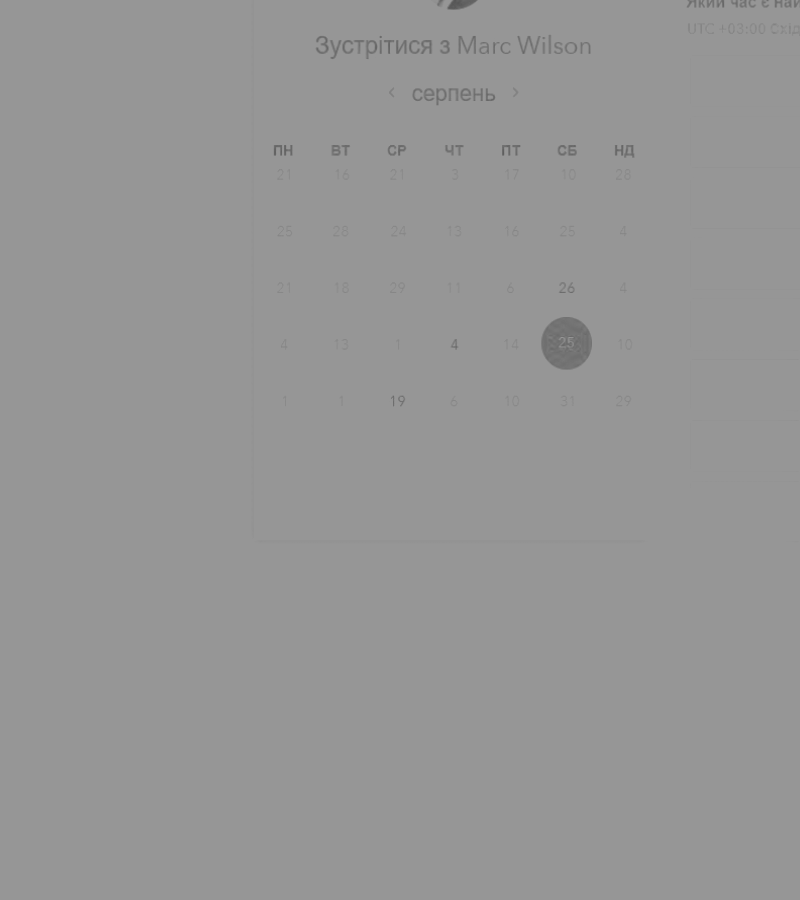 Зустрітися з Marc Wilson
‹ серпень ›
ПН ВТ СР ЧТ ПТ СБ НД
21 16 21 3 17 10 28
25 28 24 13 16 25 4
21 18 29 11 6 26 4
4 13 1 4 14 25 10
1 1 19 6 10 31 29
Який час є
UTC +03:00